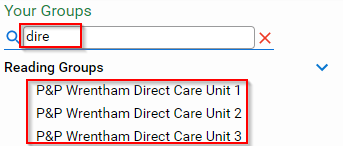 Your Groups
dire
Reading Groups
P&P Wrentham Direct Care Unit 1
P&P Wrentham Direct Care Unit 2
P&P Wrentham Direct Care Unit 3